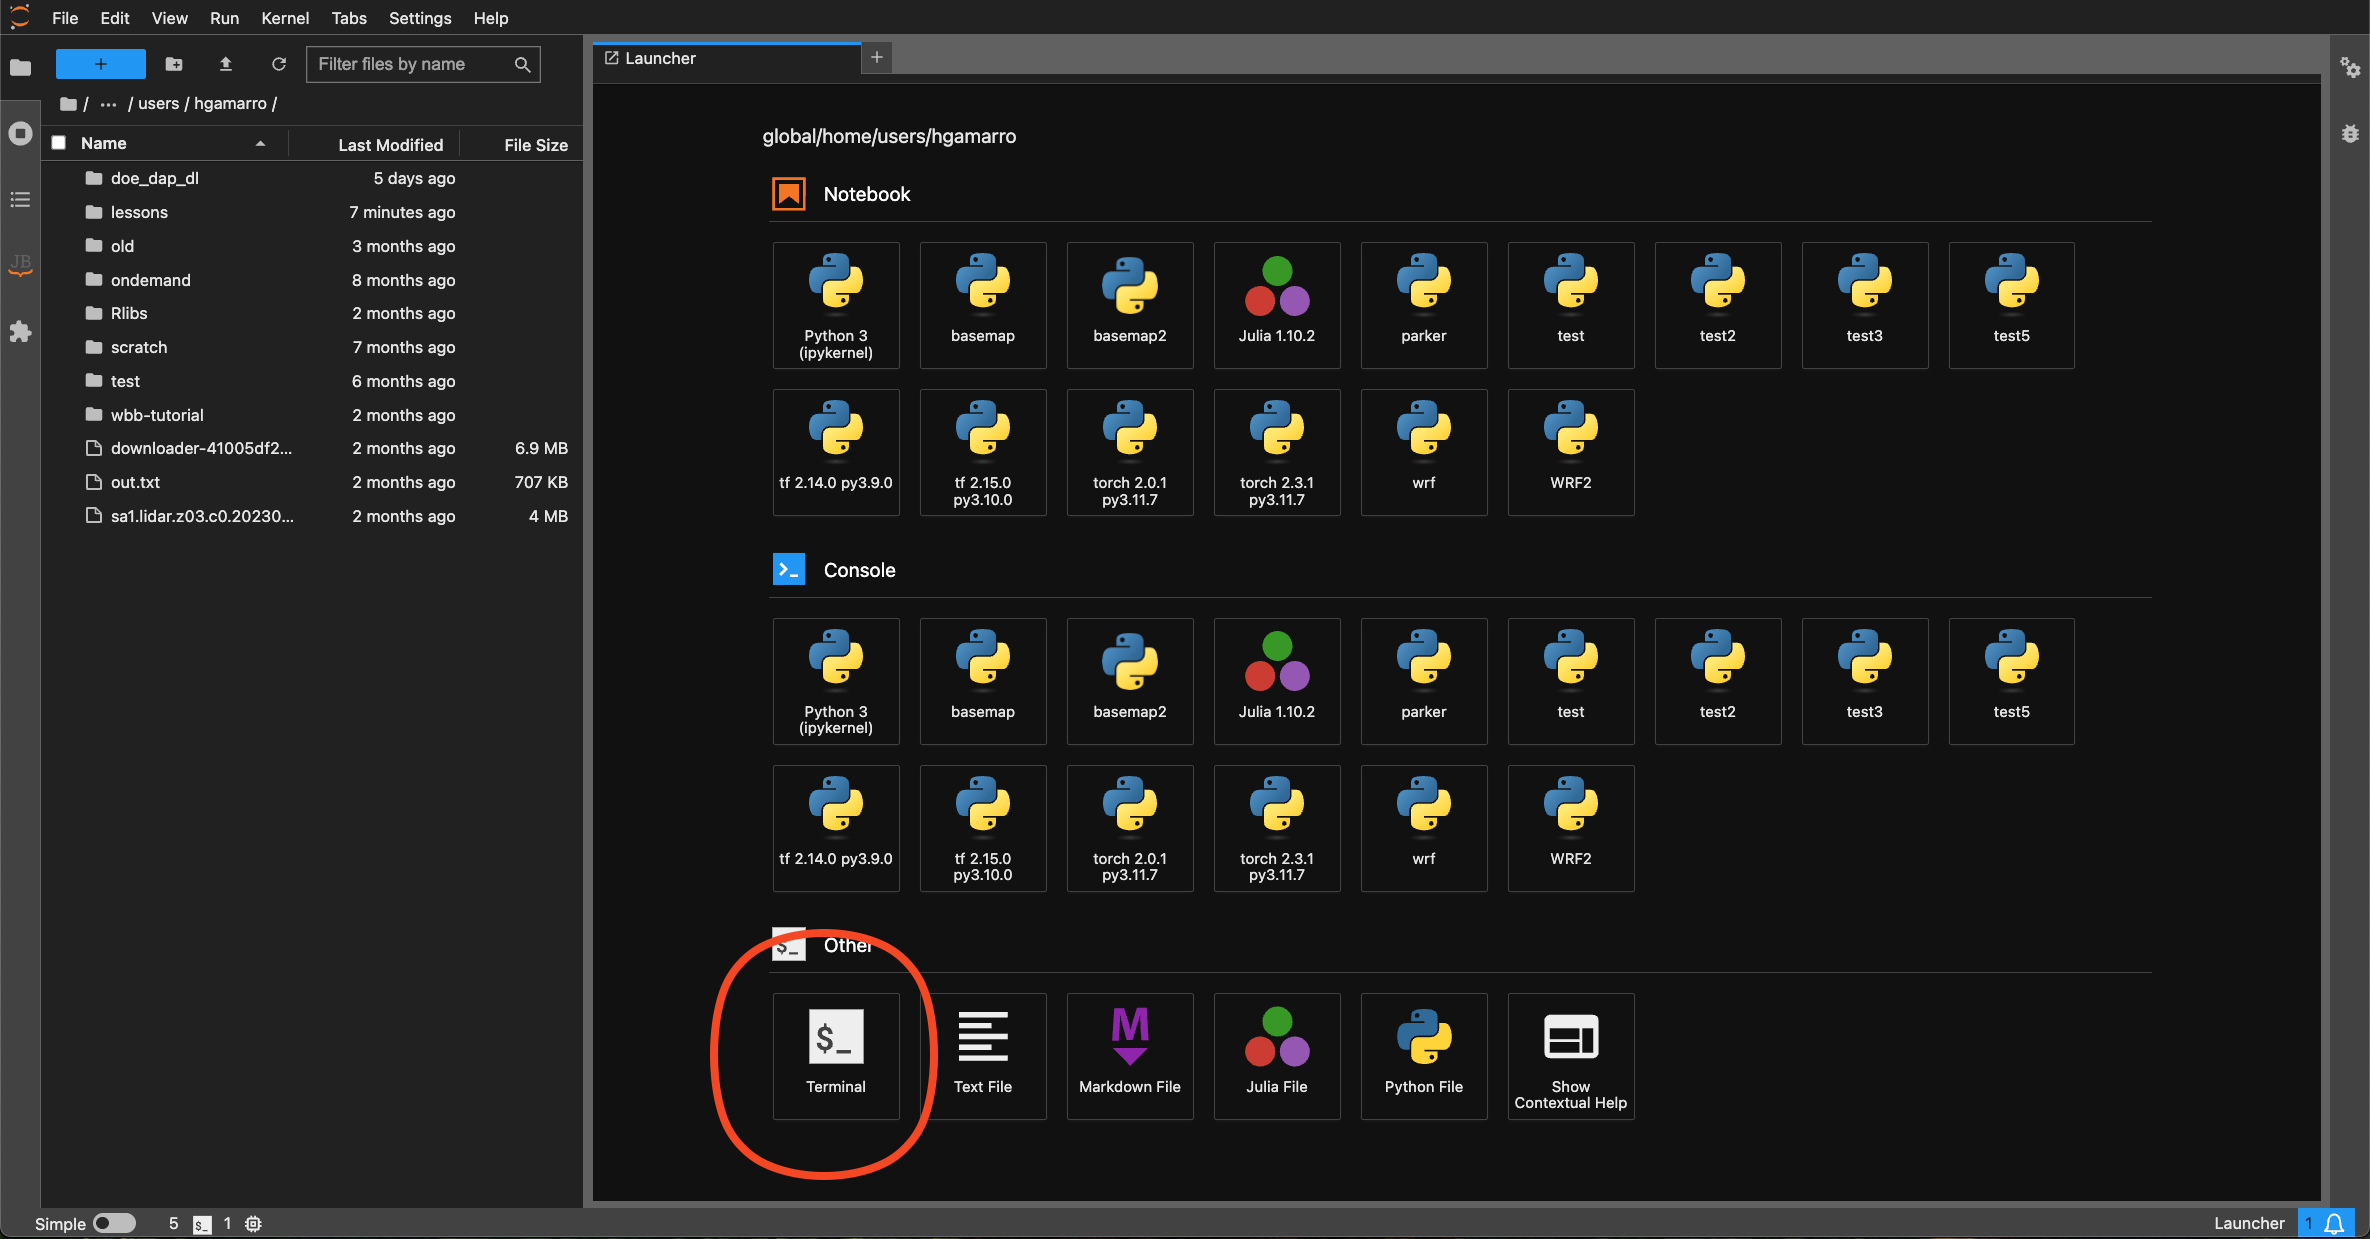 File Edit View Run Kernel Tabs Settings Help
+ Filter files by name
/ ··· / users / hgamarro /
Name Last Modified File Size
doe_dap_dl 5 days ago
lessons 7 minutes ago
old 3 months ago
ondemand 8 months ago
Rlibs 2 months ago
scratch 7 months ago
test 6 months ago
wbb-tutorial 2 months ago
downloader-41005df2... 2 months ago 6.9 MB
out.txt 2 months ago 707 KB
sa1.lidar.z03.c0.20230... 2 months ago 4 MB
JB
Launcher +
global/home/users/hgamarro
Notebook
Python 3 (ipykernel)
basemap
basemap2
Julia 1.10.2
parker
test
test2
test3
test5
tf 2.14.0 py3.9.0
tf 2.15.0
py3.10.0
torch 2.0.1
py3.11.7
torch 2.3.1
py3.11.7
wrf
WRF2
>_ Console
Python 3
(ipykernel)
basemap
basemap2
Julia 1.10.2
parker
test
test2
test3
test5
tf 2.14.0 py3.9.0
tf 2.15.0
py3.10.0
torch 2.0.1
py3.11.7
torch 2.3.1
py3.11.7
wrf
WRF2
$_ Other
$_
Terminal
Text File
M
Markdown File
Julia File
Python File
Show
Contextual Help
Simple 5 $_ 1
Launcher 1